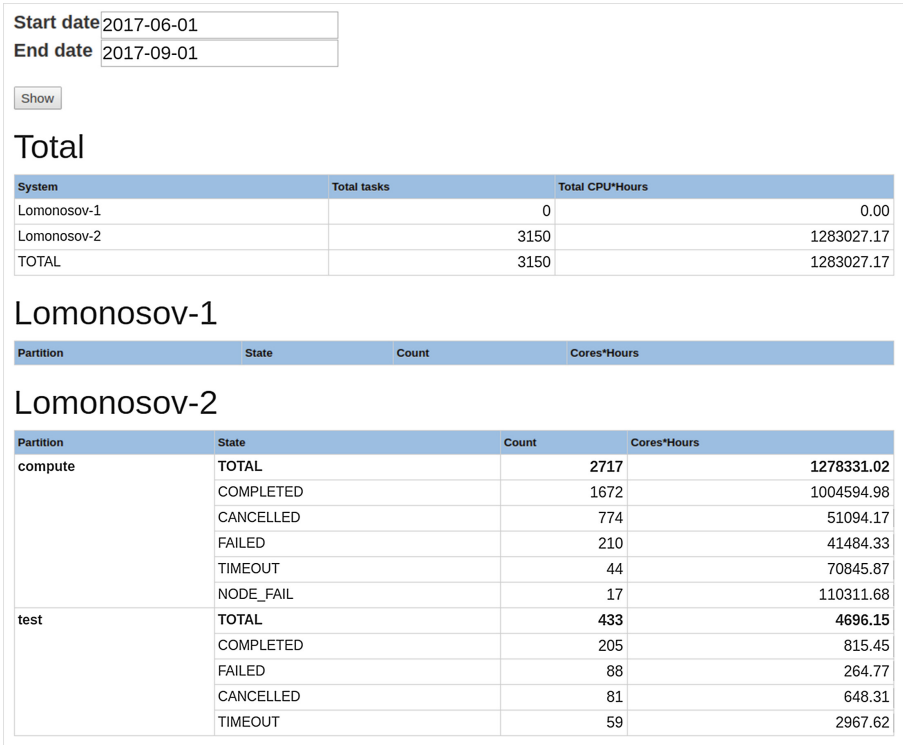 Start date 2017-06-01
End date 2017-09-01
Show
Total
System Total tasks Total CPU*Hours
Lomonosov-1 0 0.00
Lomonosov-2 3150 1283027.17
TOTAL 3150 1283027.17
Lomonosov-1
Partition State Count Cores*Hours
Lomonosov-2
Partition State Count Cores*Hours
compute TOTAL 2717 1278331.02
COMPLETED 1672 1004594.98
CANCELLED 774 51094.17
FAILED 210 41484.33
TIMEOUT 44 70845.87
NODE_FAIL 17 110311.68
test TOTAL 433 4696.15
COMPLETED 205 815.45
FAILED 88 264.77
CANCELLED 81 648.31
TIMEOUT 59 2967.62